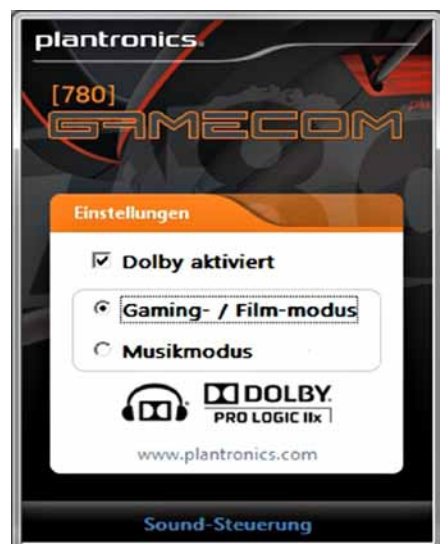 plantronics.
[780]
GAMECOM
Einstellungen
Dolby aktiviert
Gaming- / Film-modus
Musikmodus
DOLBY.
PRO LOGIC IIx
www.plantronics.com
Sound-Steuerung